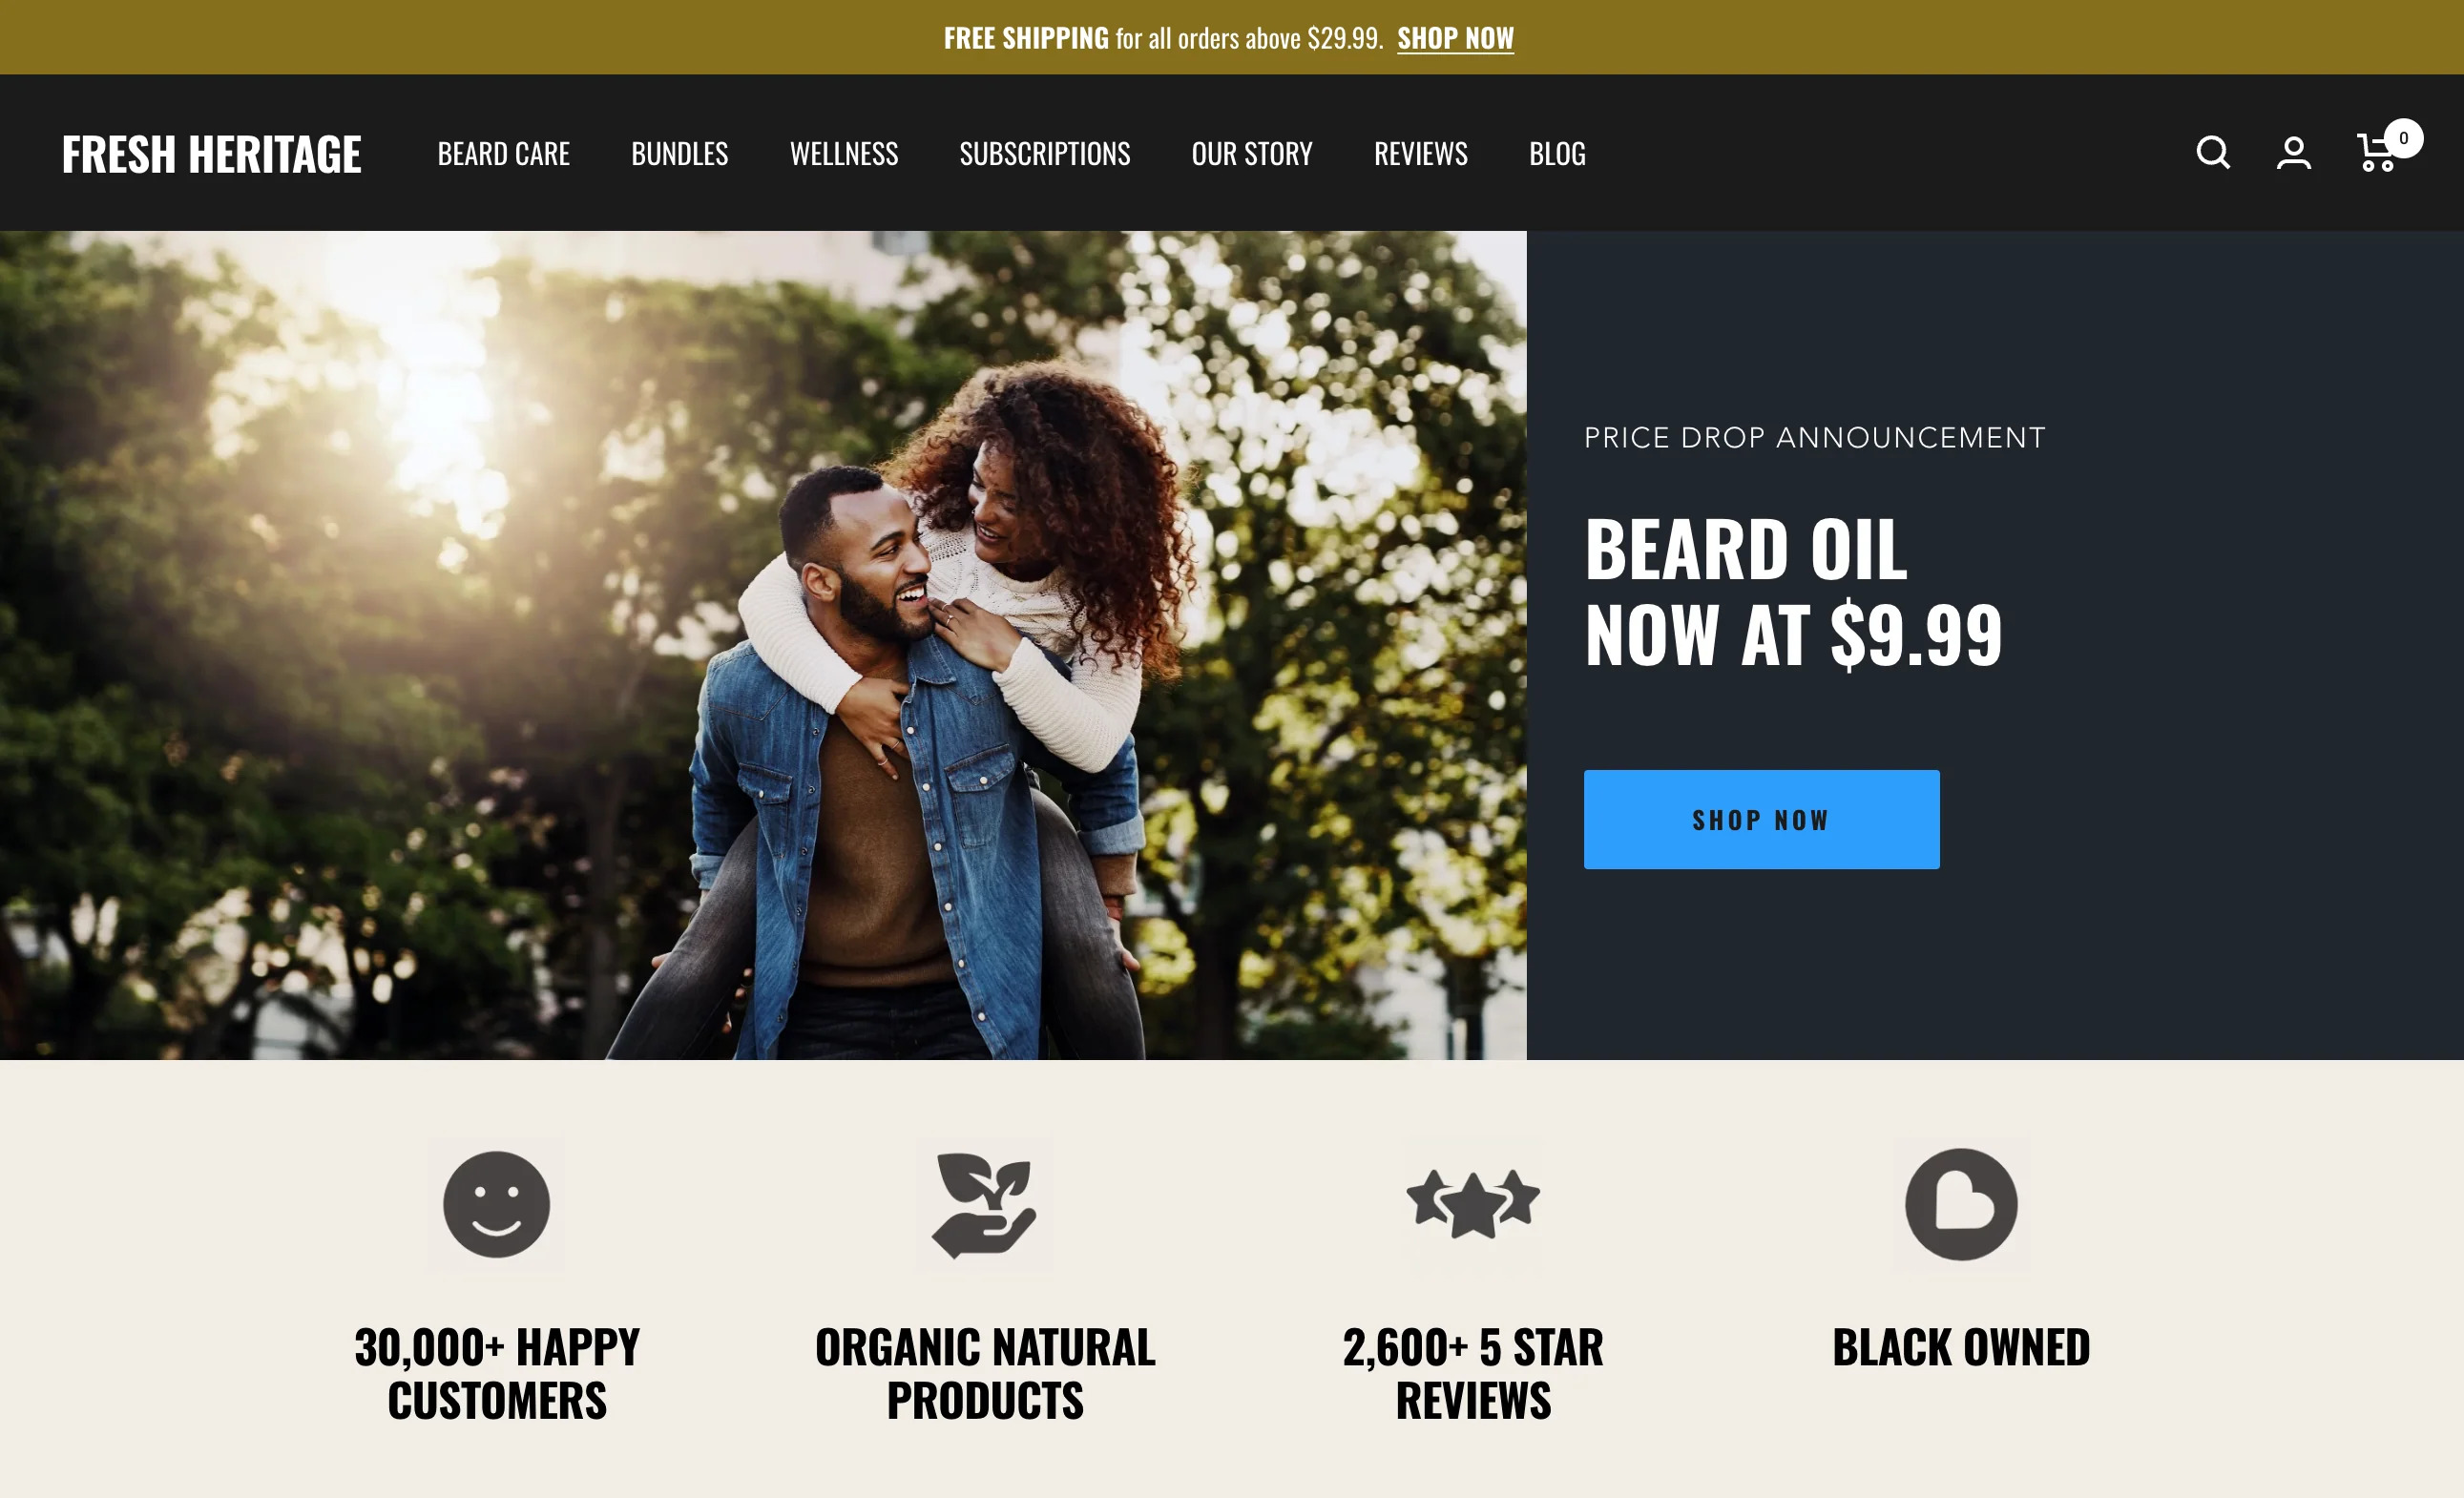 FREE SHIPPING for all orders above $29.99. SHOP NOW
FRESH HERITAGE BEARD CARE BUNDLES WELLNESS SUBSCRIPTIONS OUR STORY REVIEWS BLOG 0
PRICE DROP ANNOUNCEMENT
BEARD OIL
NOW AT $9.99
SHOP NOW
30,000+ HAPPY
CUSTOMERS
ORGANIC NATURAL
PRODUCTS
2,600+ 5 STAR
REVIEWS
BLACK OWNED